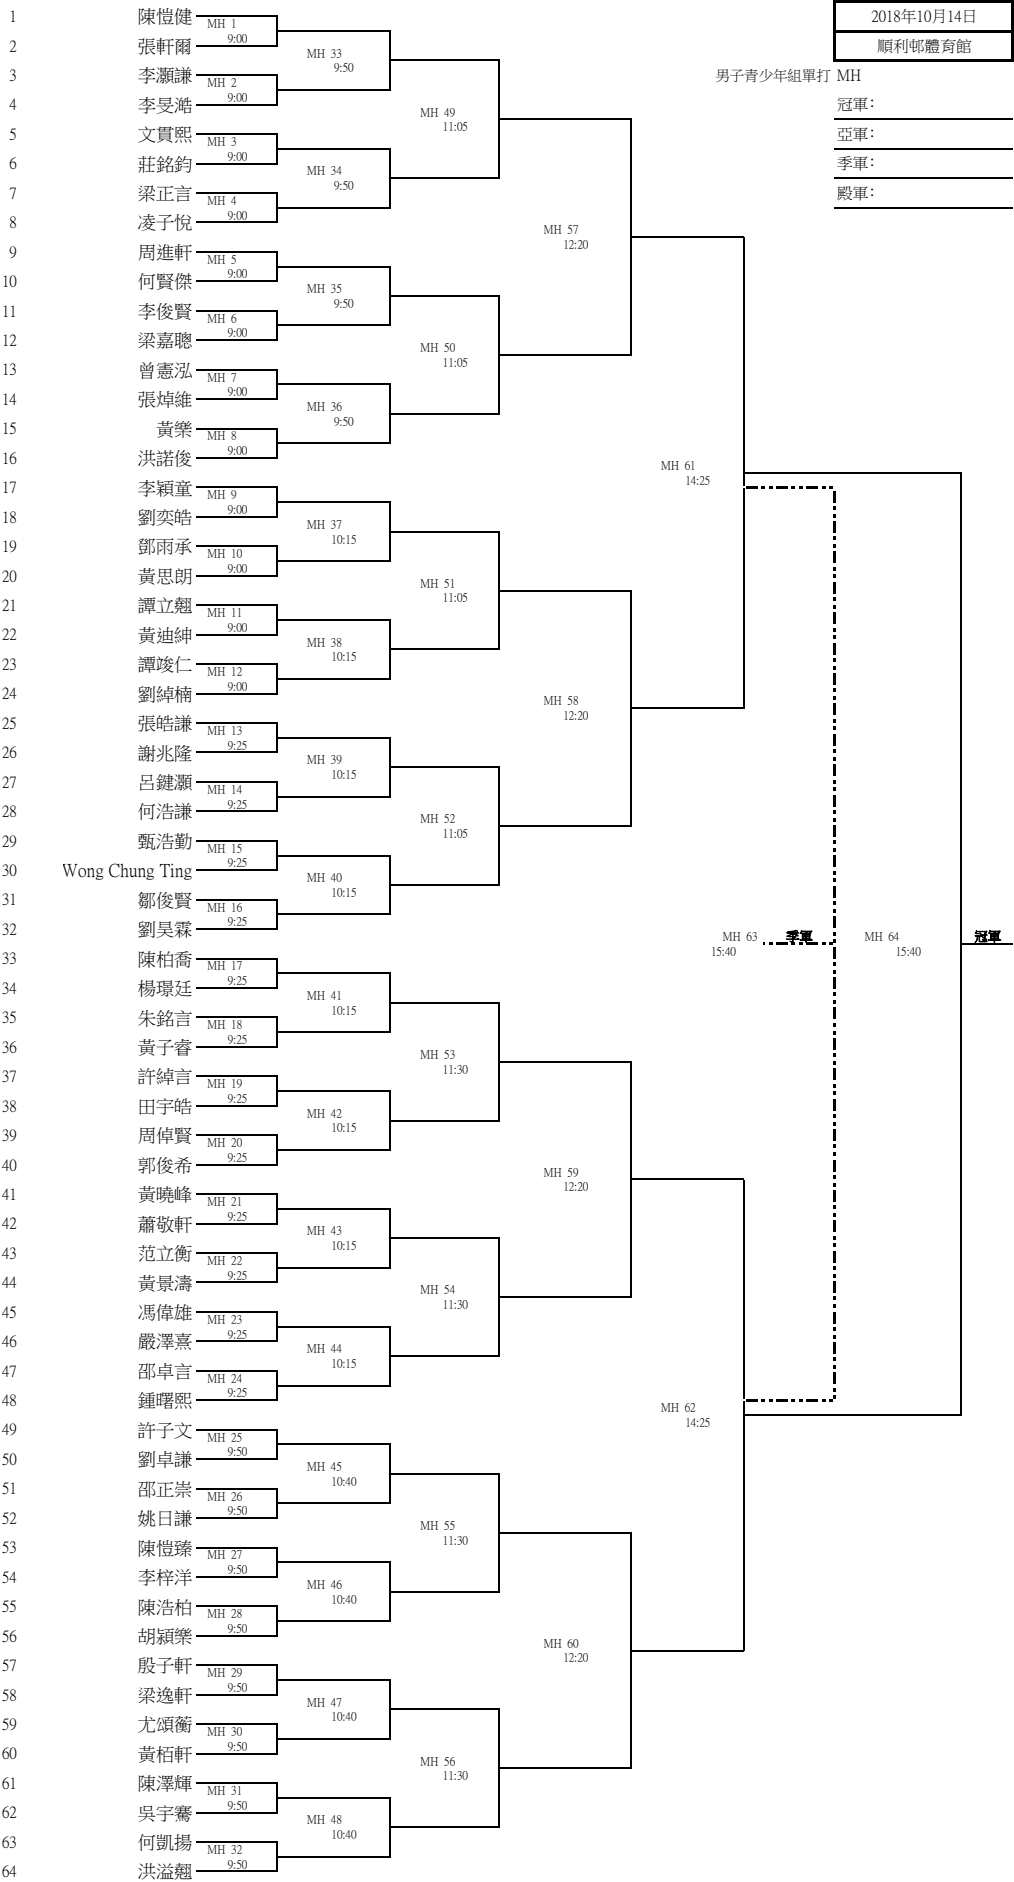 2018年10月14日
順利邨體育館
男子青少年組單打 MH
冠軍:
亞軍:
季軍:
殿軍:
1 陳愷健
MH 1
9:00
2 張軒爾
MH 33
9:50
3 李灝謙
MH 2
9:00
4 李旻澔
MH 49
11:05
5 文貫熙
MH 3
9:00
6 莊銘鈞
MH 34
9:50
7 梁正言
MH 4
9:00
8 凌子悅
MH 57
12:20
9 周進軒
MH 5
9:00
10 何賢傑
MH 35
9:50
11 李俊賢
MH 6
9:00
12 梁嘉聰
MH 50
11:05
13 曾憲泓
MH 7
9:00
14 張焯維
MH 36
9:50
15 黃樂
MH 8
9:00
16 洪諾俊
MH 61
14:25
17 李穎童
MH 9
9:00
18 劉奕皓
MH 37
10:15
19 鄧雨承
MH 10
9:00
20 黃思朗
MH 51
11:05
21 譚立翹
MH 11
9:00
22 黃迪紳
MH 38
10:15
23 譚竣仁
MH 12
9:00
24 劉綽楠
MH 58
12:20
25 張皓謙
MH 13
9:25
26 謝兆隆
MH 39
10:15
27 呂鍵灝
MH 14
9:25
28 何浩謙
MH 52
11:05
29 甄浩勤
MH 15
9:25
30 Wong Chung Ting
MH 40
10:15
31 鄒俊賢
MH 16
9:25
32 劉昊霖
MH 63 季軍
15:40
MH 64 冠軍
15:40
33 陳柏喬
MH 17
9:25
34 楊璟廷
MH 41
10:15
35 朱銘言
MH 18
9:25
36 黃子睿
MH 53
11:30
37 許綽言
MH 19
9:25
38 田宇皓
MH 42
10:15
39 周倬賢
MH 20
9:25
40 郭俊希
MH 59
12:20
41 黃曉峰
MH 21
9:25
42 蕭敬軒
MH 43
10:15
43 范立衡
MH 22
9:25
44 黃景濤
MH 54
11:30
45 馮偉雄
MH 23
9:25
46 嚴澤熹
MH 44
10:15
47 邵卓言
MH 24
9:25
48 鍾曙熙
MH 62
14:25
49 許子文
MH 25
9:50
50 劉卓謙
MH 45
10:40
51 邵正崇
MH 26
9:50
52 姚日謙
MH 55
11:30
53 陳愷臻
MH 27
9:50
54 李梓洋
MH 46
10:40
55 陳浩柏
MH 28
9:50
56 胡潁樂
MH 60
12:20
57 殷子軒
MH 29
9:50
58 梁逸軒
MH 47
10:40
59 尤頌蘅
MH 30
9:50
60 黃栢軒
MH 56
11:30
61 陳澤輝
MH 31
9:50
62 吳宇騫
MH 48
10:40
63 何凱揚
MH 32
9:50
64 洪溢翹